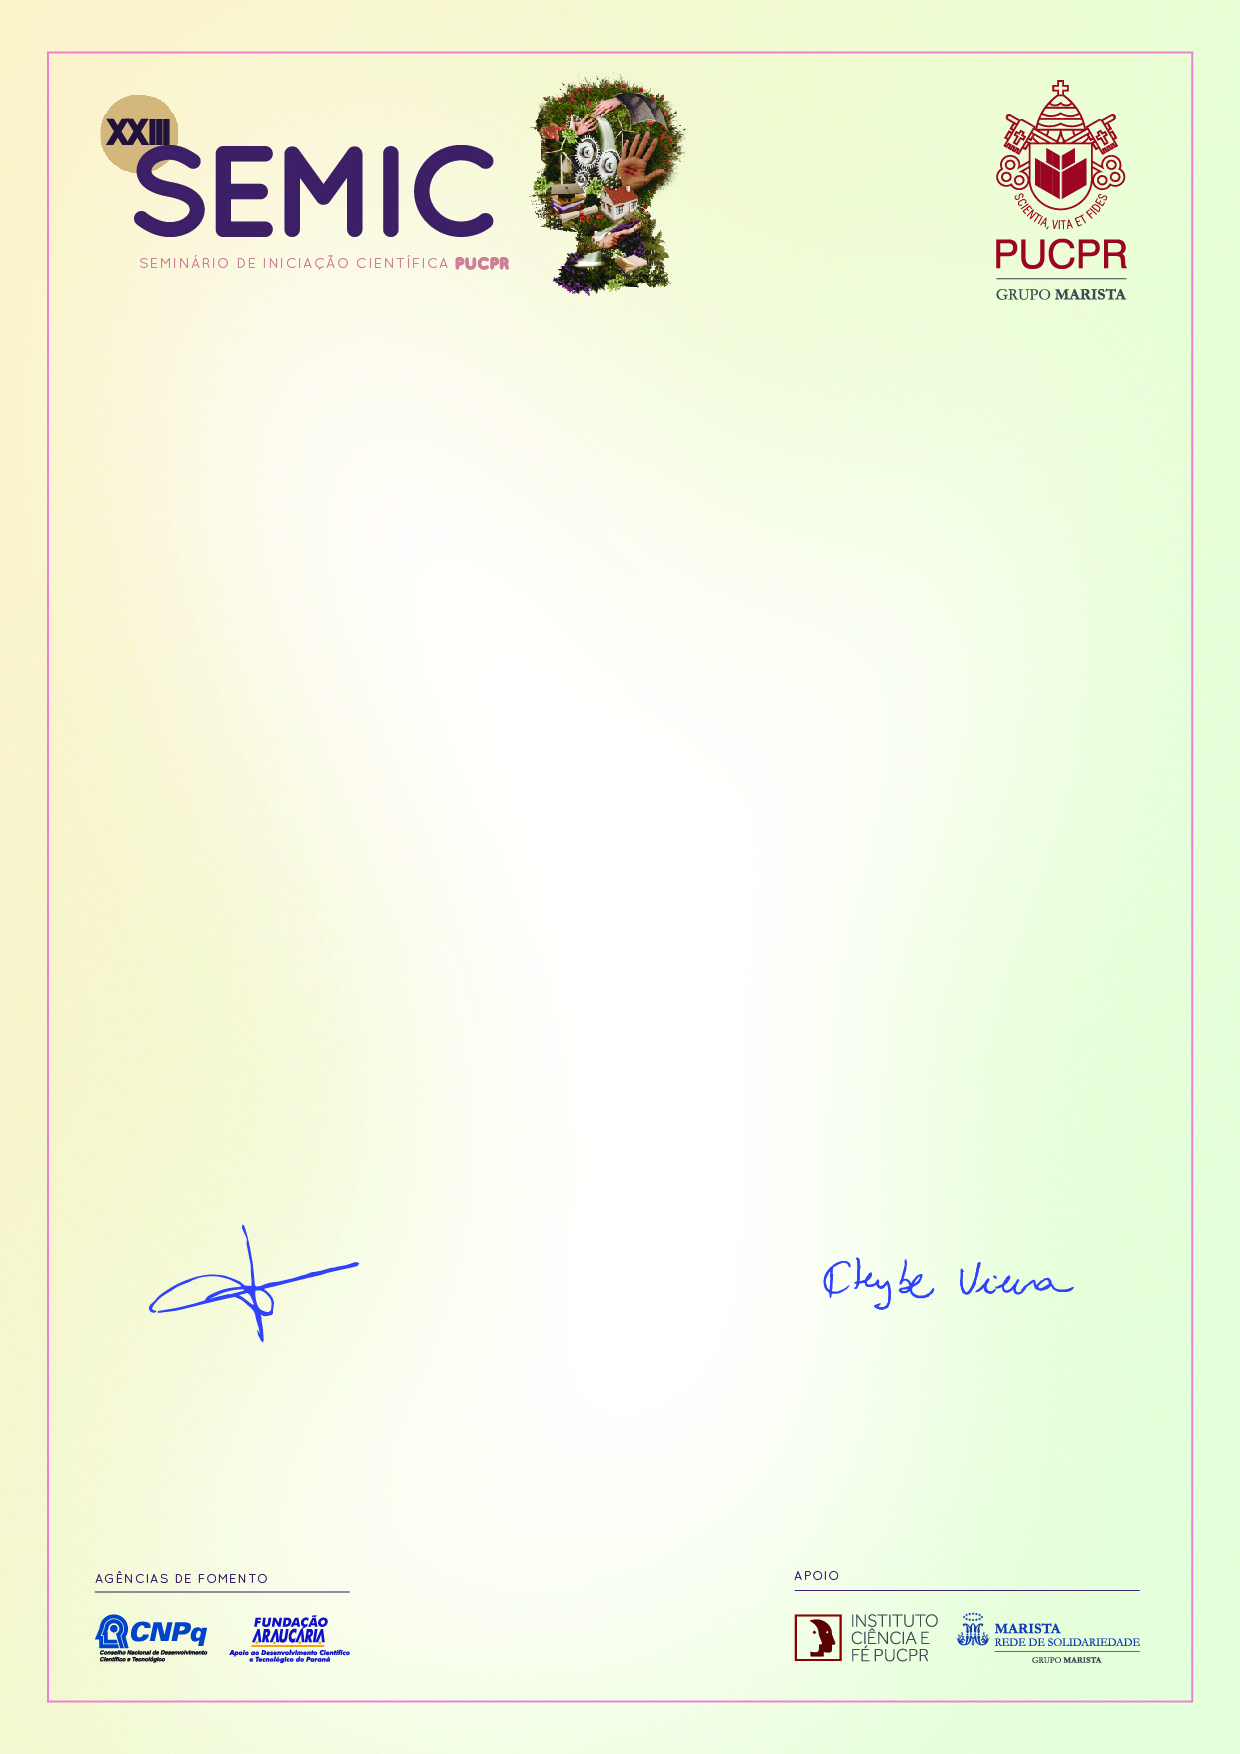 XXIII
SEMIC
SEMINÁRIO DE INICIAÇÃO CIENTÍFICA PUCPR
SCIENTIA, VITA ET FIDES
PUCPR
GRUPO MARISTA
Cleybe Vieira
AGÊNCIAS DE FOMENTO
CNPq
Conselho Nacional de Desenvolvimento
Científico e Tecnológico
FUNDAÇÃO
ARAUCÁRIA
Apoio ao Desenvolvimento Científico
e Tecnológico do Paraná
APOIO
INSTITUTO
CIÊNCIA E
FÉ PUCPR
MARISTA
REDE DE SOLIDARIEDADE
GRUPO MARISTA